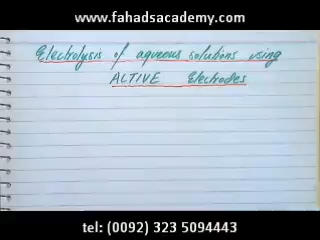 www.fahadsacademy.com
Electrolysis of aqueous solutions using
ACTIVE Electrodes
tel: (0092) 323 5094443